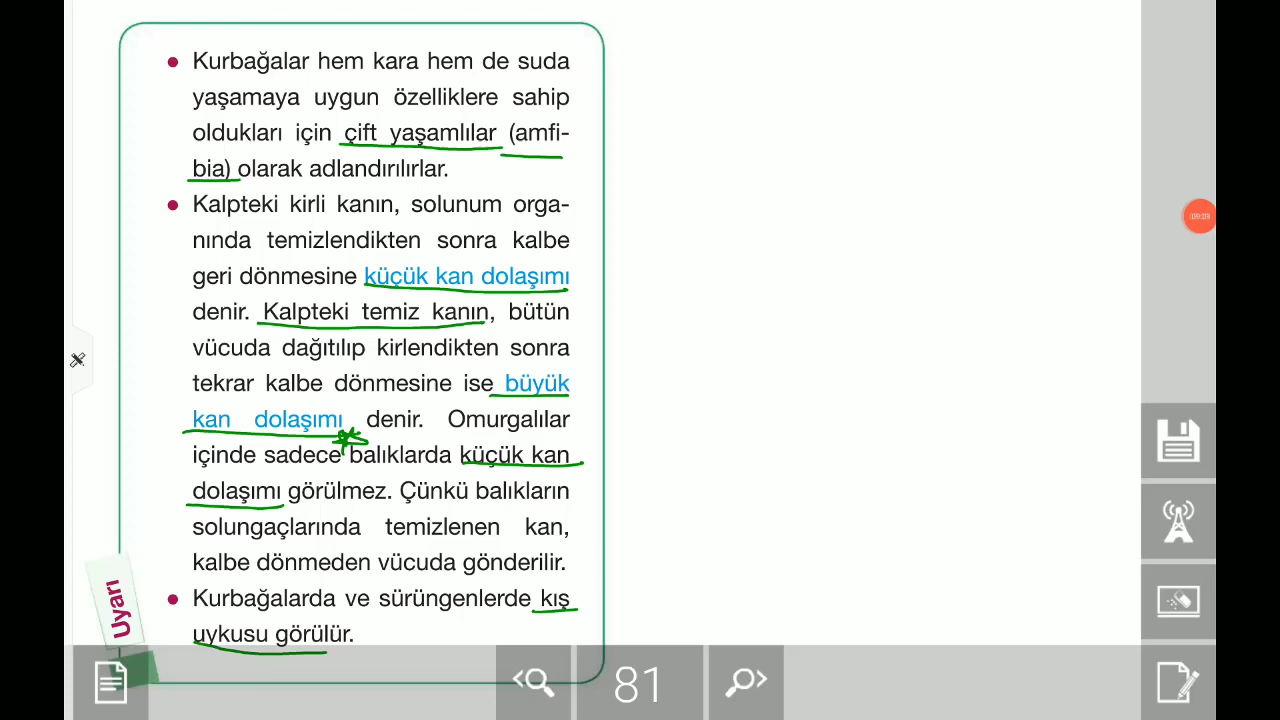 Kurbağalar hem kara hem de suda
yaşamaya uygun özelliklere sahip
oldukları için çift yaşamlılar (amfi-
bia) olarak adlandırılırlar.
Kalpteki kirli kanın, solunum orga-
nında temizlendikten sonra kalbe
geri dönmesine küçük kan dolaşımı
denir. Kalpteki temiz kanın, bütün
vücuda dağıtılıp kirlendikten sonra
tekrar kalbe dönmesine ise büyük
kan dolaşımı denir. Omurgalılar
içinde sadece balıklarda küçük kan
dolaşımı görülmez. Çünkü balıkların
solungaçlarında temizlenen kan,
kalbe dönmeden vücuda gönderilir.
Kurbağalarda ve sürüngenlerde kış
uykusu görülür.
Uyarı
81